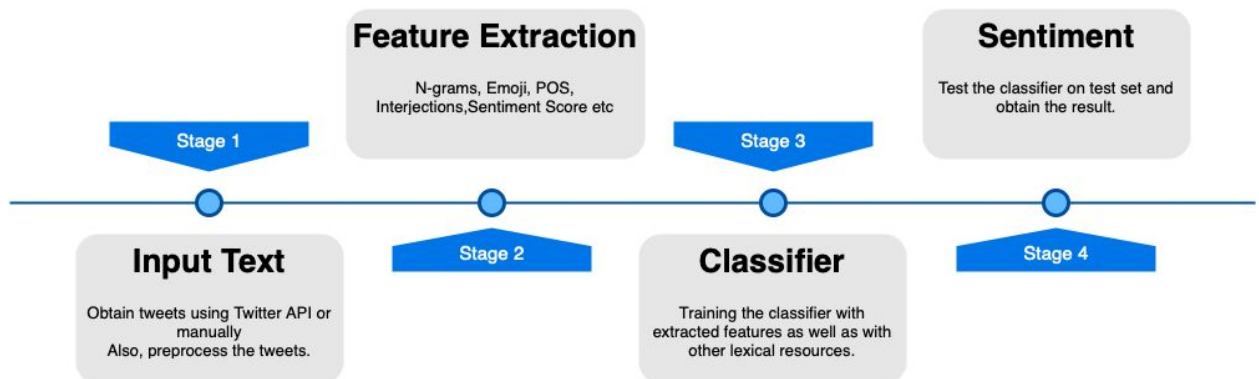 Stage 1
Input Text
Obtain tweets using Twitter API or
manually
Also, preprocess the tweets.
Feature Extraction
N-grams, Emoji, POS,
Interjections,Sentiment Score etc
Stage 2
Stage 3
Classifier
Training the classifier with
extracted features as well as with
other lexical resources.
Sentiment
Test the classifier on test set and
obtain the result.
Stage 4